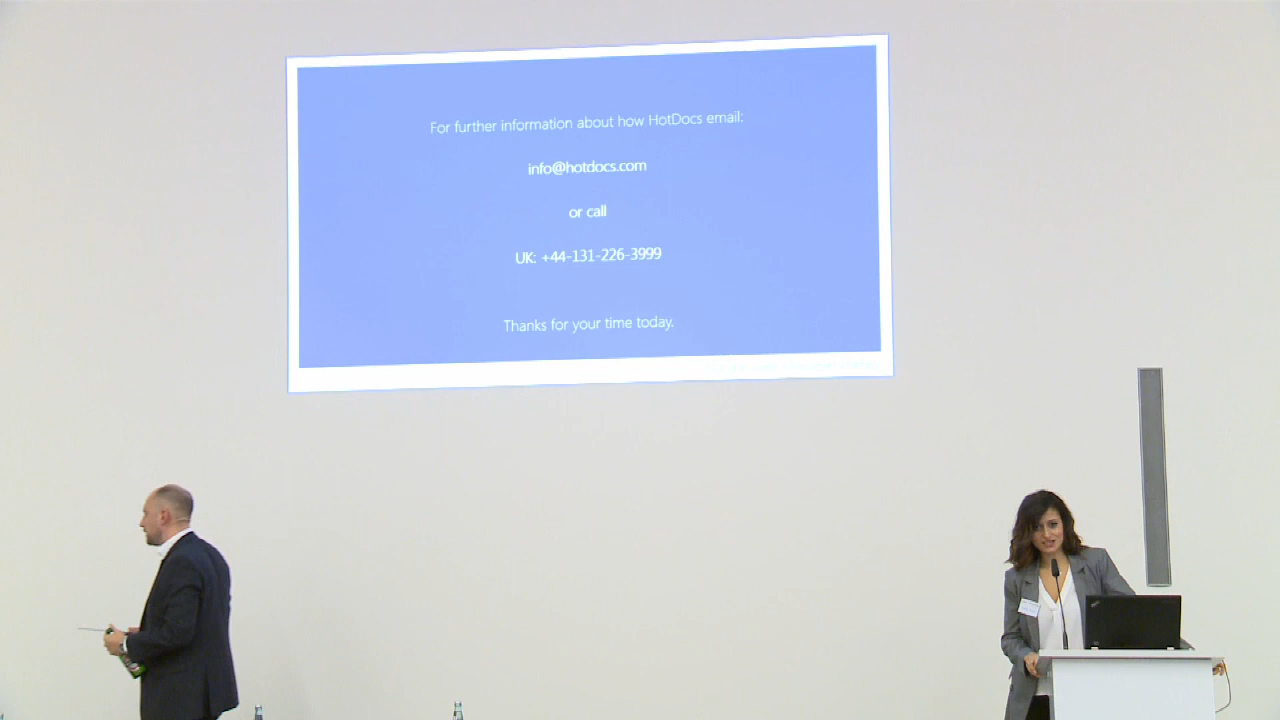 For further information about how HotDocs email:
info@hotdocs.com
or call
UK: +44-131-226-3999
Thanks for your time today.